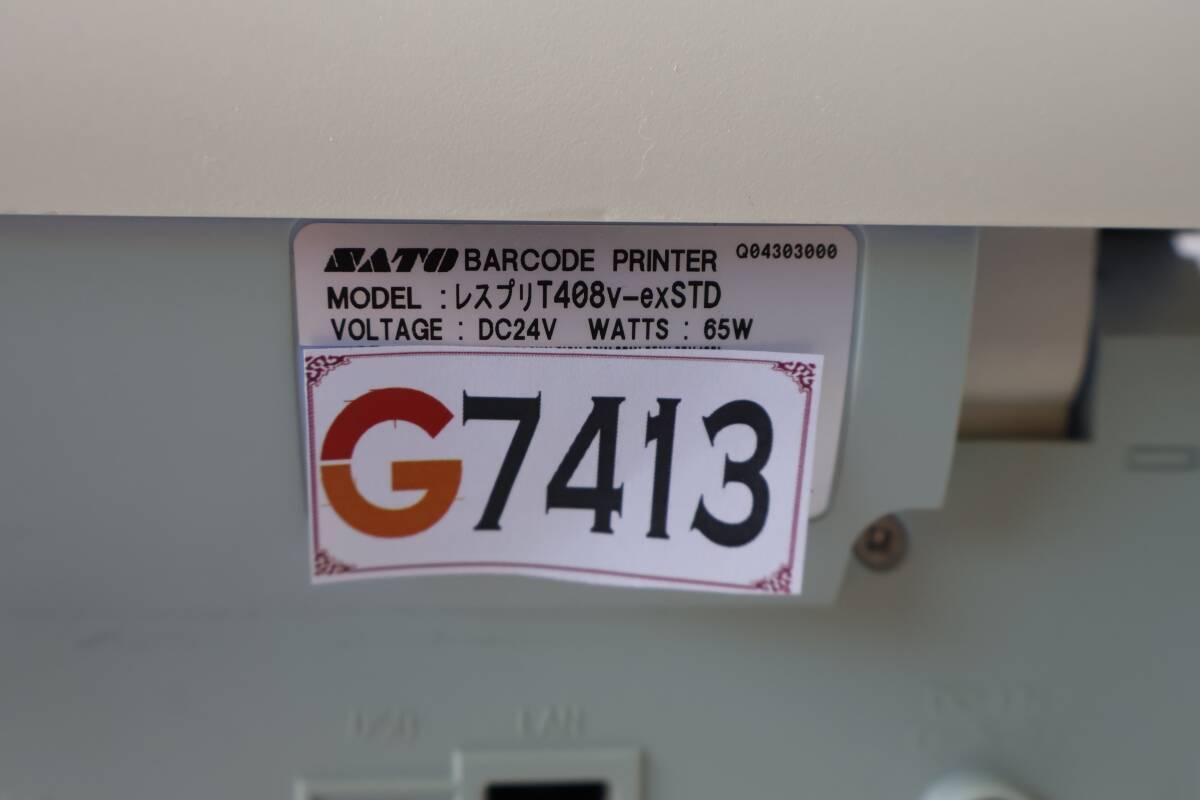 SATO BARCODE PRINTER Q04303000
MODEL :レスプリT408v-exSTD
VOLTAGE : DC24V WATTS : 65W
G7413
USB LAN